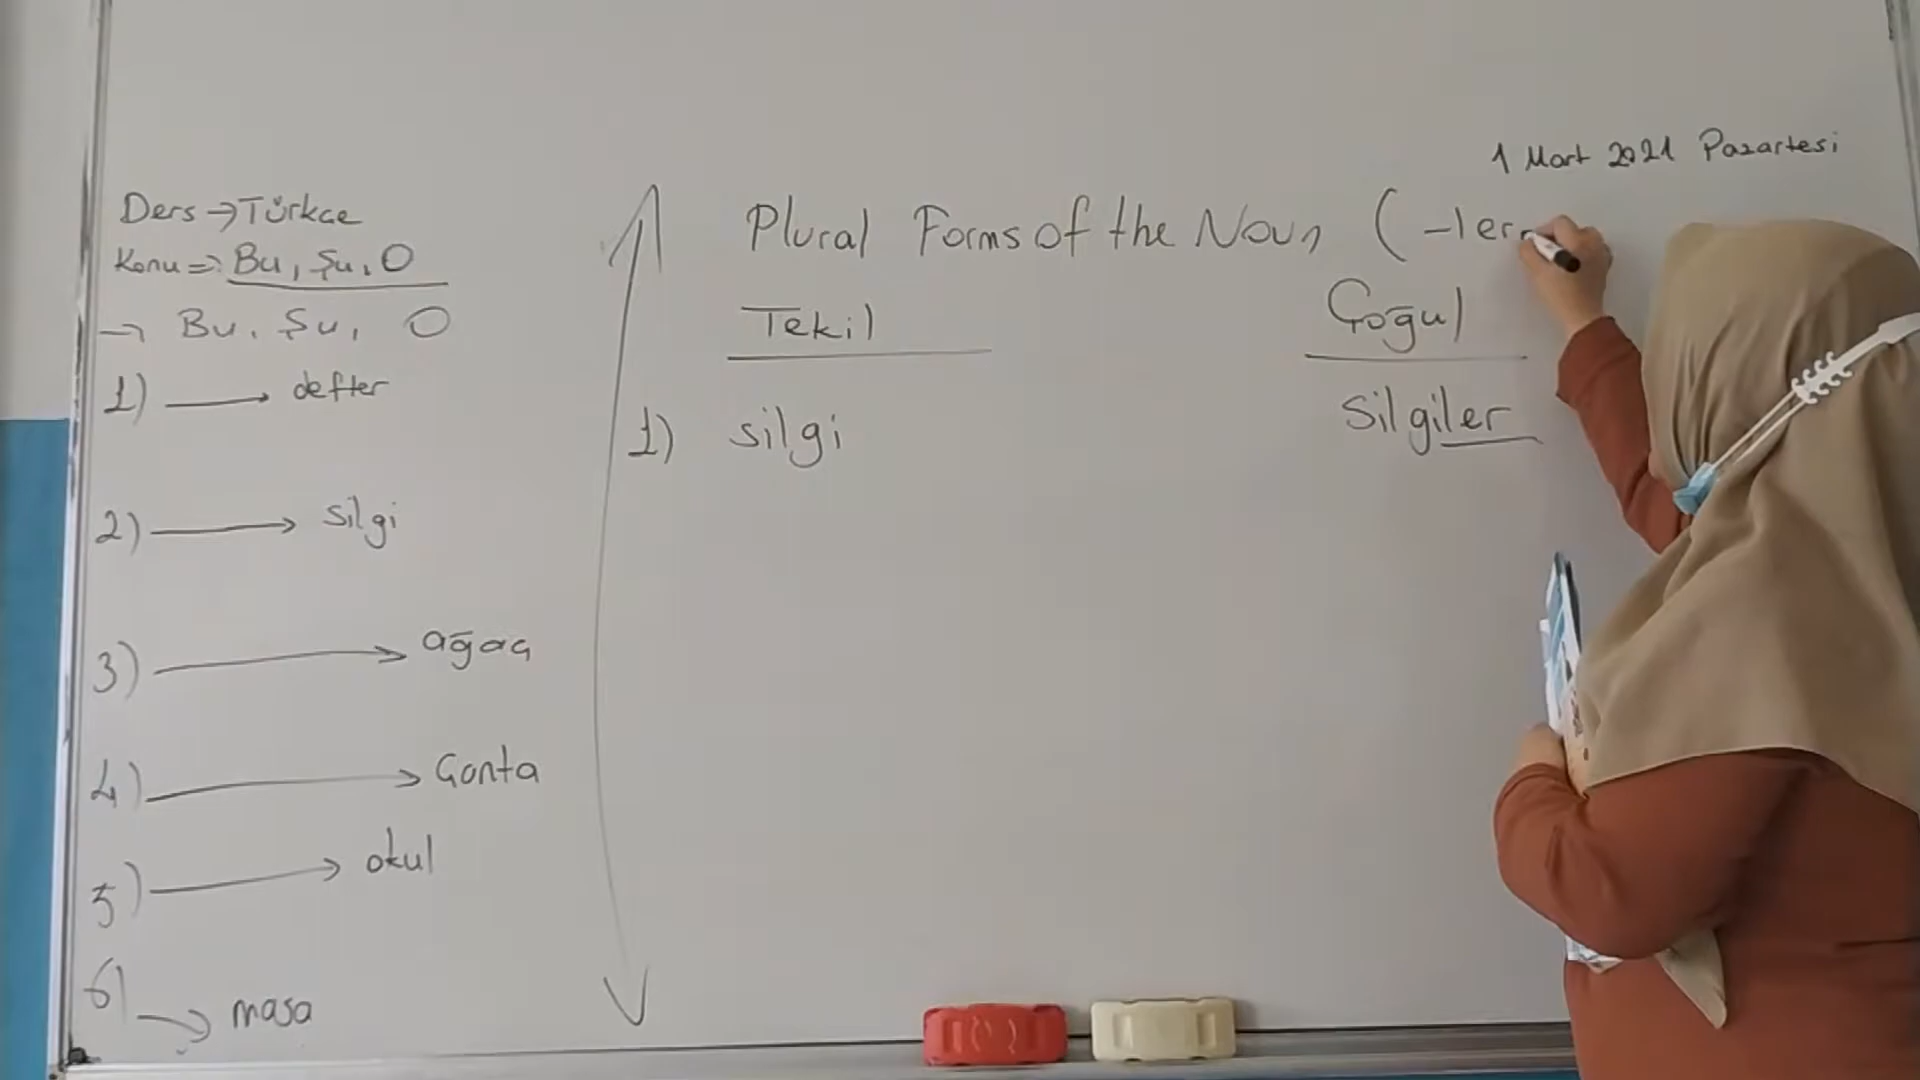 1 Mart 2021 Pazartesi
Ders → Türkce
Konu ⇒ Bu, Şu, O
→ Bu, Şu, O
1) → defter
2) → silgi
3) → ağaç
4) → Çanta
5) → okul
6) → masa
Plural Forms of the Noun (-ler
Tekil Çoğul
1) silgi Silgiler